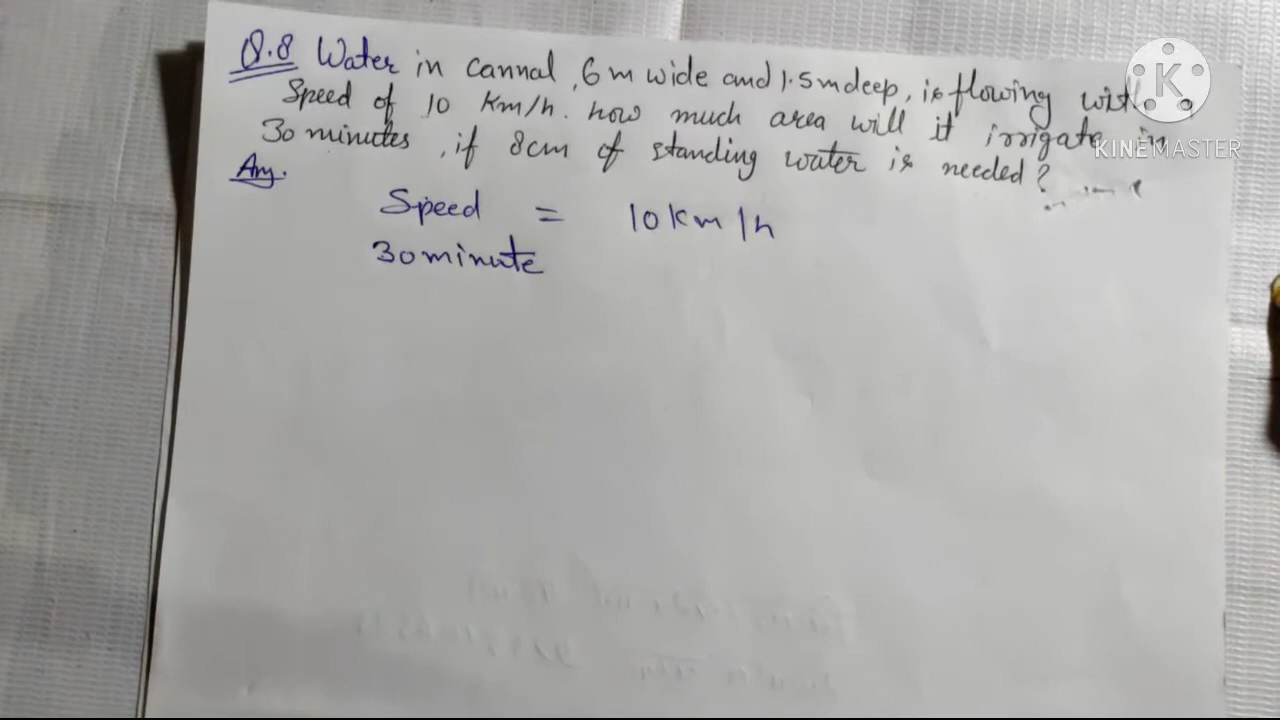 Q.8 Water in cannal, 6m wide and 1.5m deep, is flowing with
Speed of 10 Km/h. how much area will it irrigate in
30 minutes, if 8cm of standing water is needed?
Ans.
Speed = 10 km/h
30 minute
K
KINEMASTER